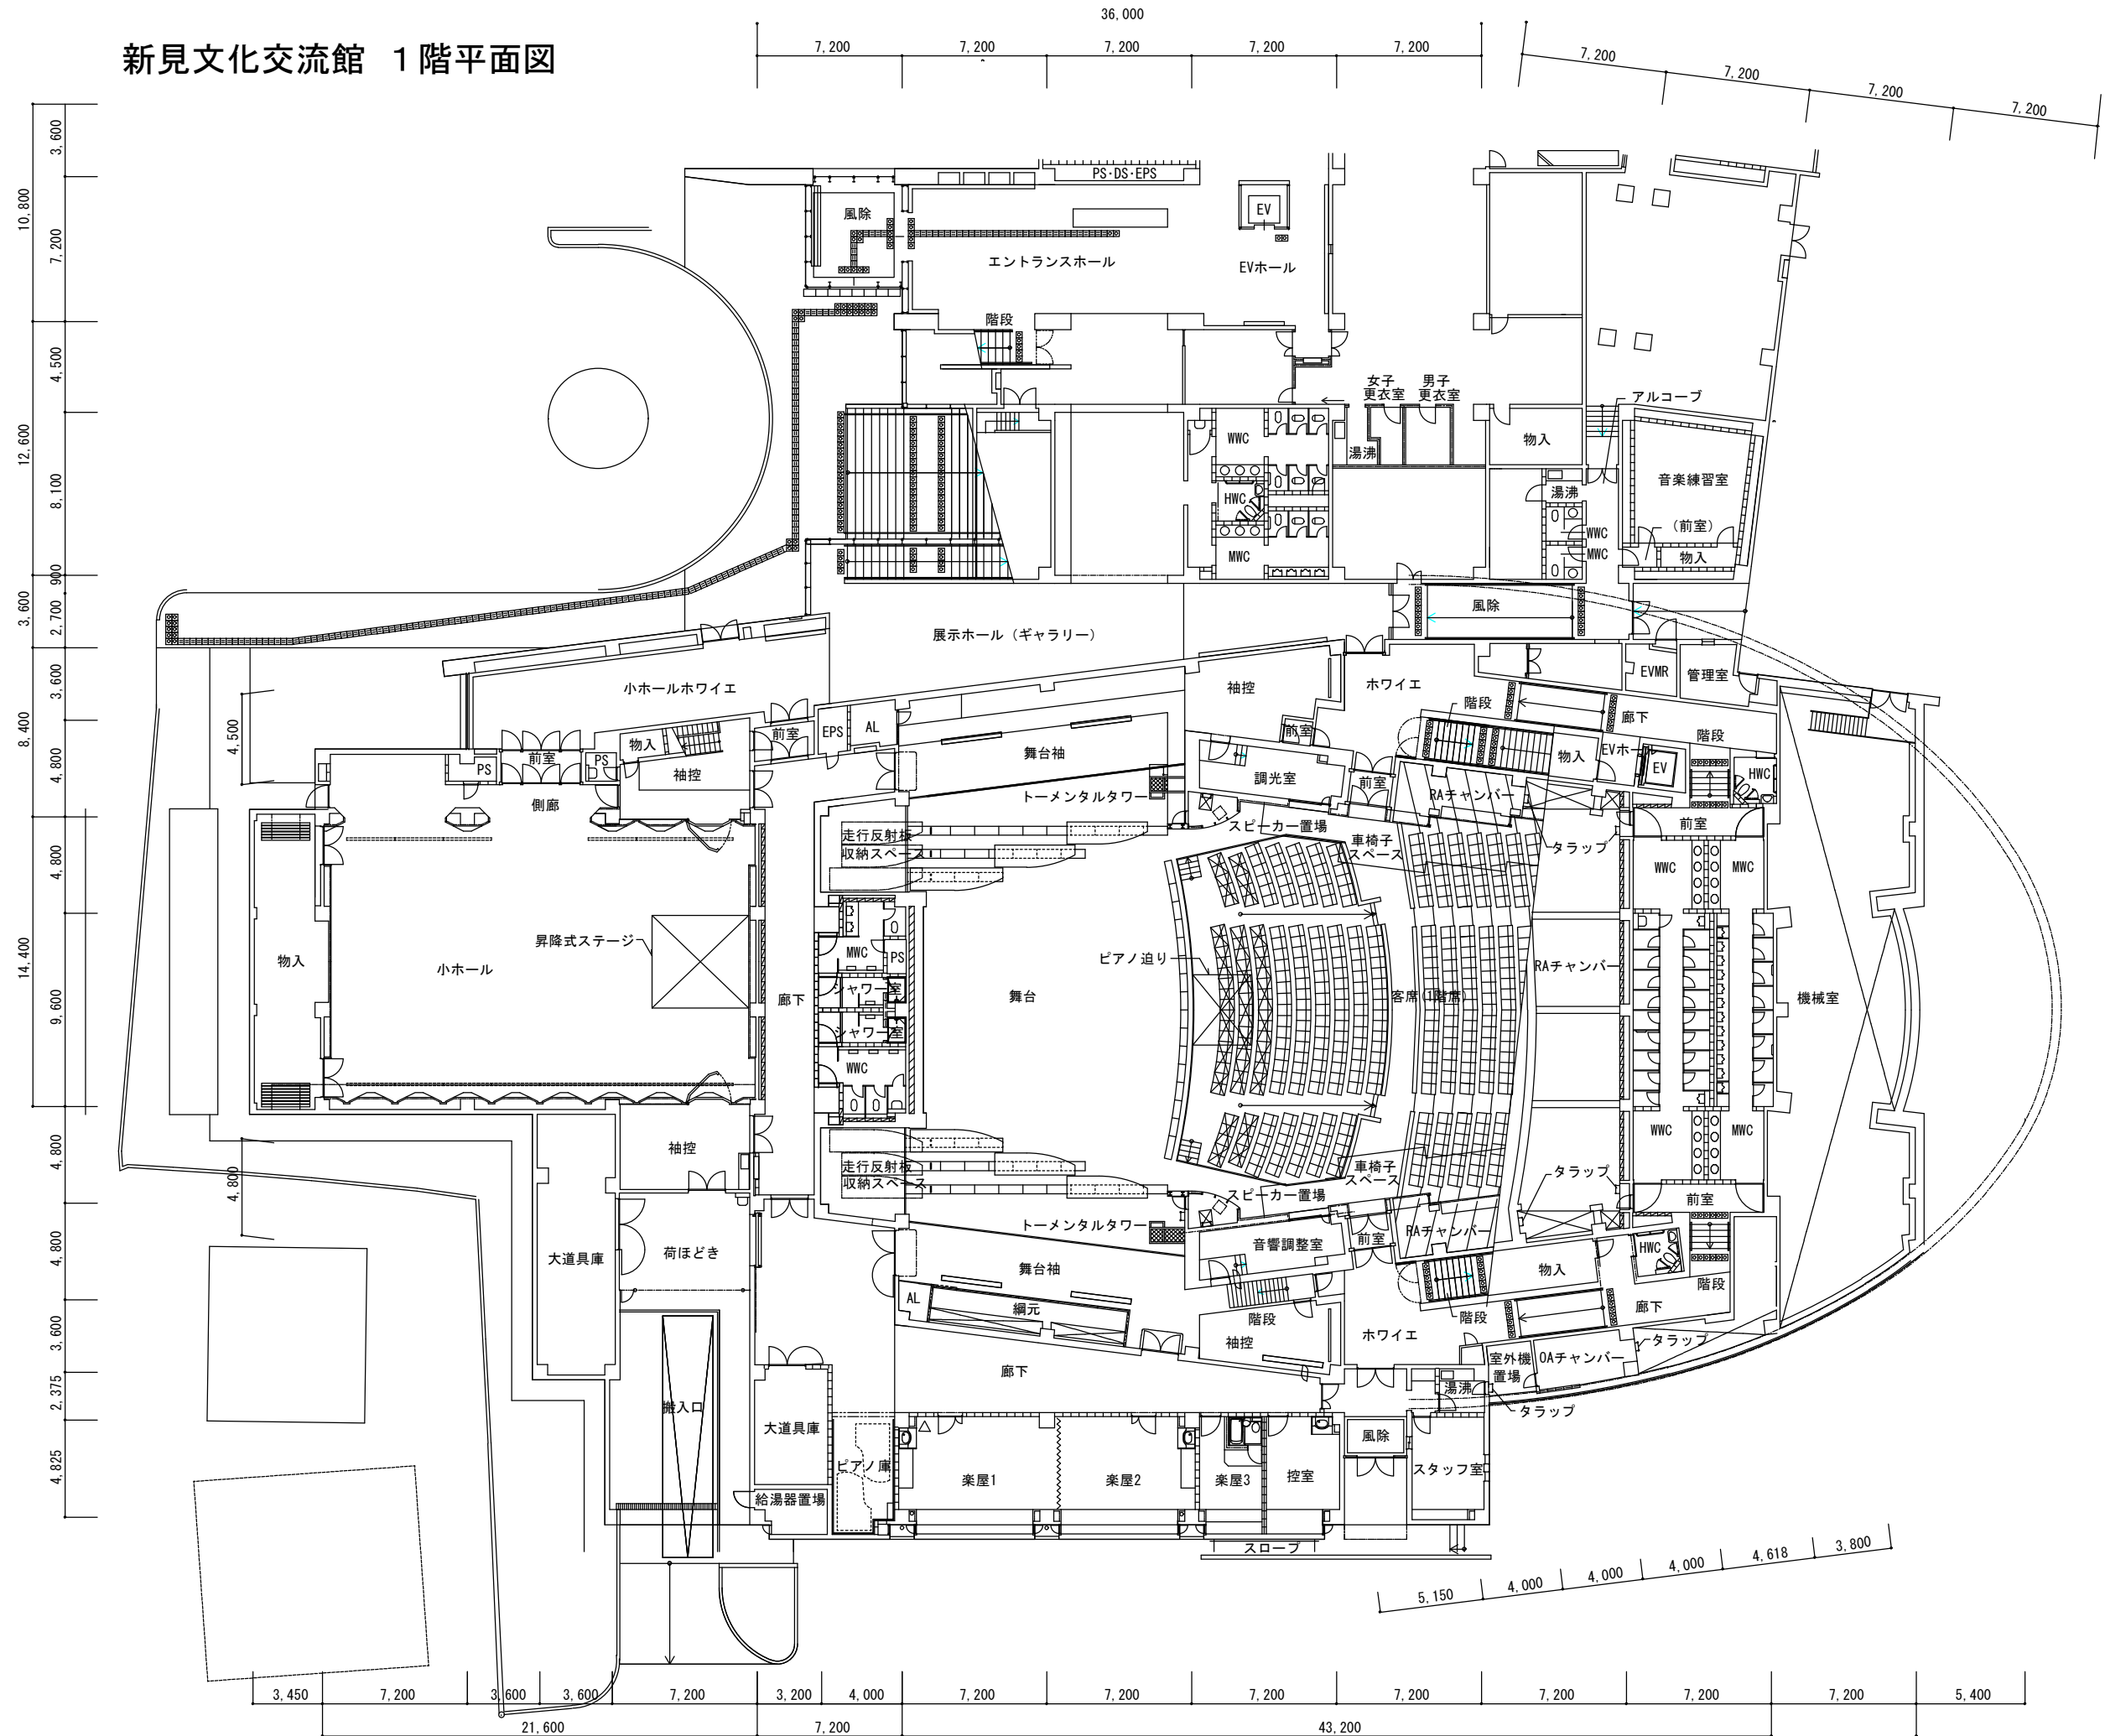 新見文化交流館 1階平面図
36,000
7,200
7,200
7,200
7,200
7,200
7,200
7,200
7,200
7,200
3,600
10,800
7,200
4,500
12,600
8,100
900
3,600
2,700
3,600
8,400
4,800
4,800
14,400
9,600
4,800
4,800
3,600
2,375
4,825
4,500
4,800
PS・DS・EPS
風除
EV
エントランスホール
EVホール
階段
女子
更衣室
男子
更衣室
アルコーブ
WWC
湯沸
物入
音楽練習室
HWC
湯沸
(前室)
WWC
MWC
MWC
物入
風除
展示ホール(ギャラリー)
小ホールホワイエ
袖控
ホワイエ
EVMR
管理室
階段
廊下
前室
EPS
AL
前室
物入
舞台袖
物入
EVホール
階段
PS
前室
PS
袖控
調光室
前室
EV
HWC
側廊
トーメンタルタワー
RAチャンバー
走行反射板
収納スペース
スピーカー置場
車椅子
スペース
タラップ
前室
WWC
MWC
昇降式ステージ
MWC
PS
ピアノ迫り
物入
小ホール
シャワー室
RAチャンバー
廊下
舞台
客席(1階席)
機械室
シャワー室
WWC
袖控
走行反射板
収納スペース
車椅子
スペース
タラップ
WWC
MWC
スピーカー置場
前室
トーメンタルタワー
大道具庫
荷ほどき
音響調整室
前室
RAチャンバー
HWC
舞台袖
物入
階段
AL
綱元
階段
階段
廊下
袖控
ホワイエ
タラップ
室外機
置場
OAチャンバー
廊下
湯沸
搬入口
タラップ
大道具庫
風除
ピアノ庫
スタッフ室
楽屋1
楽屋2
楽屋3
控室
給湯器置場
スロープ
5,150
4,000
4,000
4,000
4,618
3,800
3,450
7,200
3,600
3,600
7,200
3,200
4,000
7,200
7,200
7,200
7,200
7,200
7,200
7,200
5,400
21,600
7,200
43,200